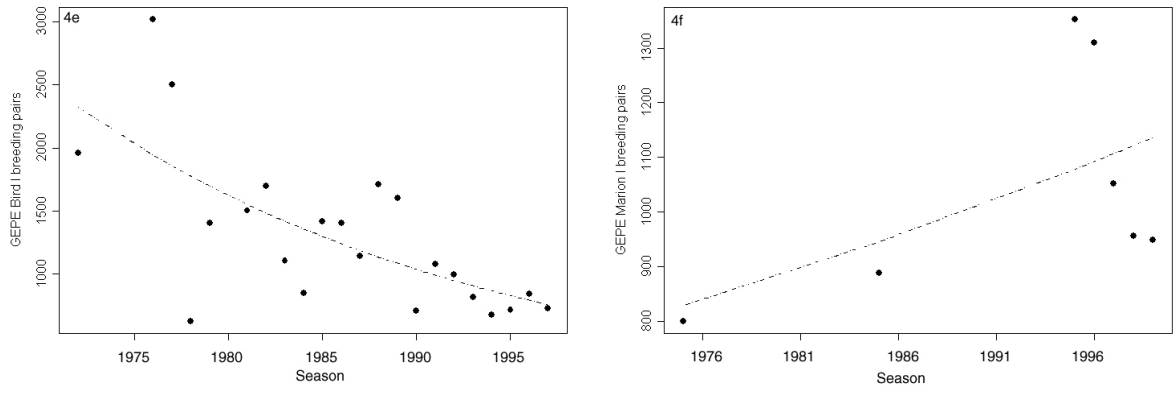 4e
GEPE Bird I breeding pairs
3000
2500
2000
1500
1000
1975 1980 1985 1990 1995
Season
4f
GEPE Marion I breeding pairs
1300
1200
1100
1000
900
800
1976 1981 1986 1991 1996
Season